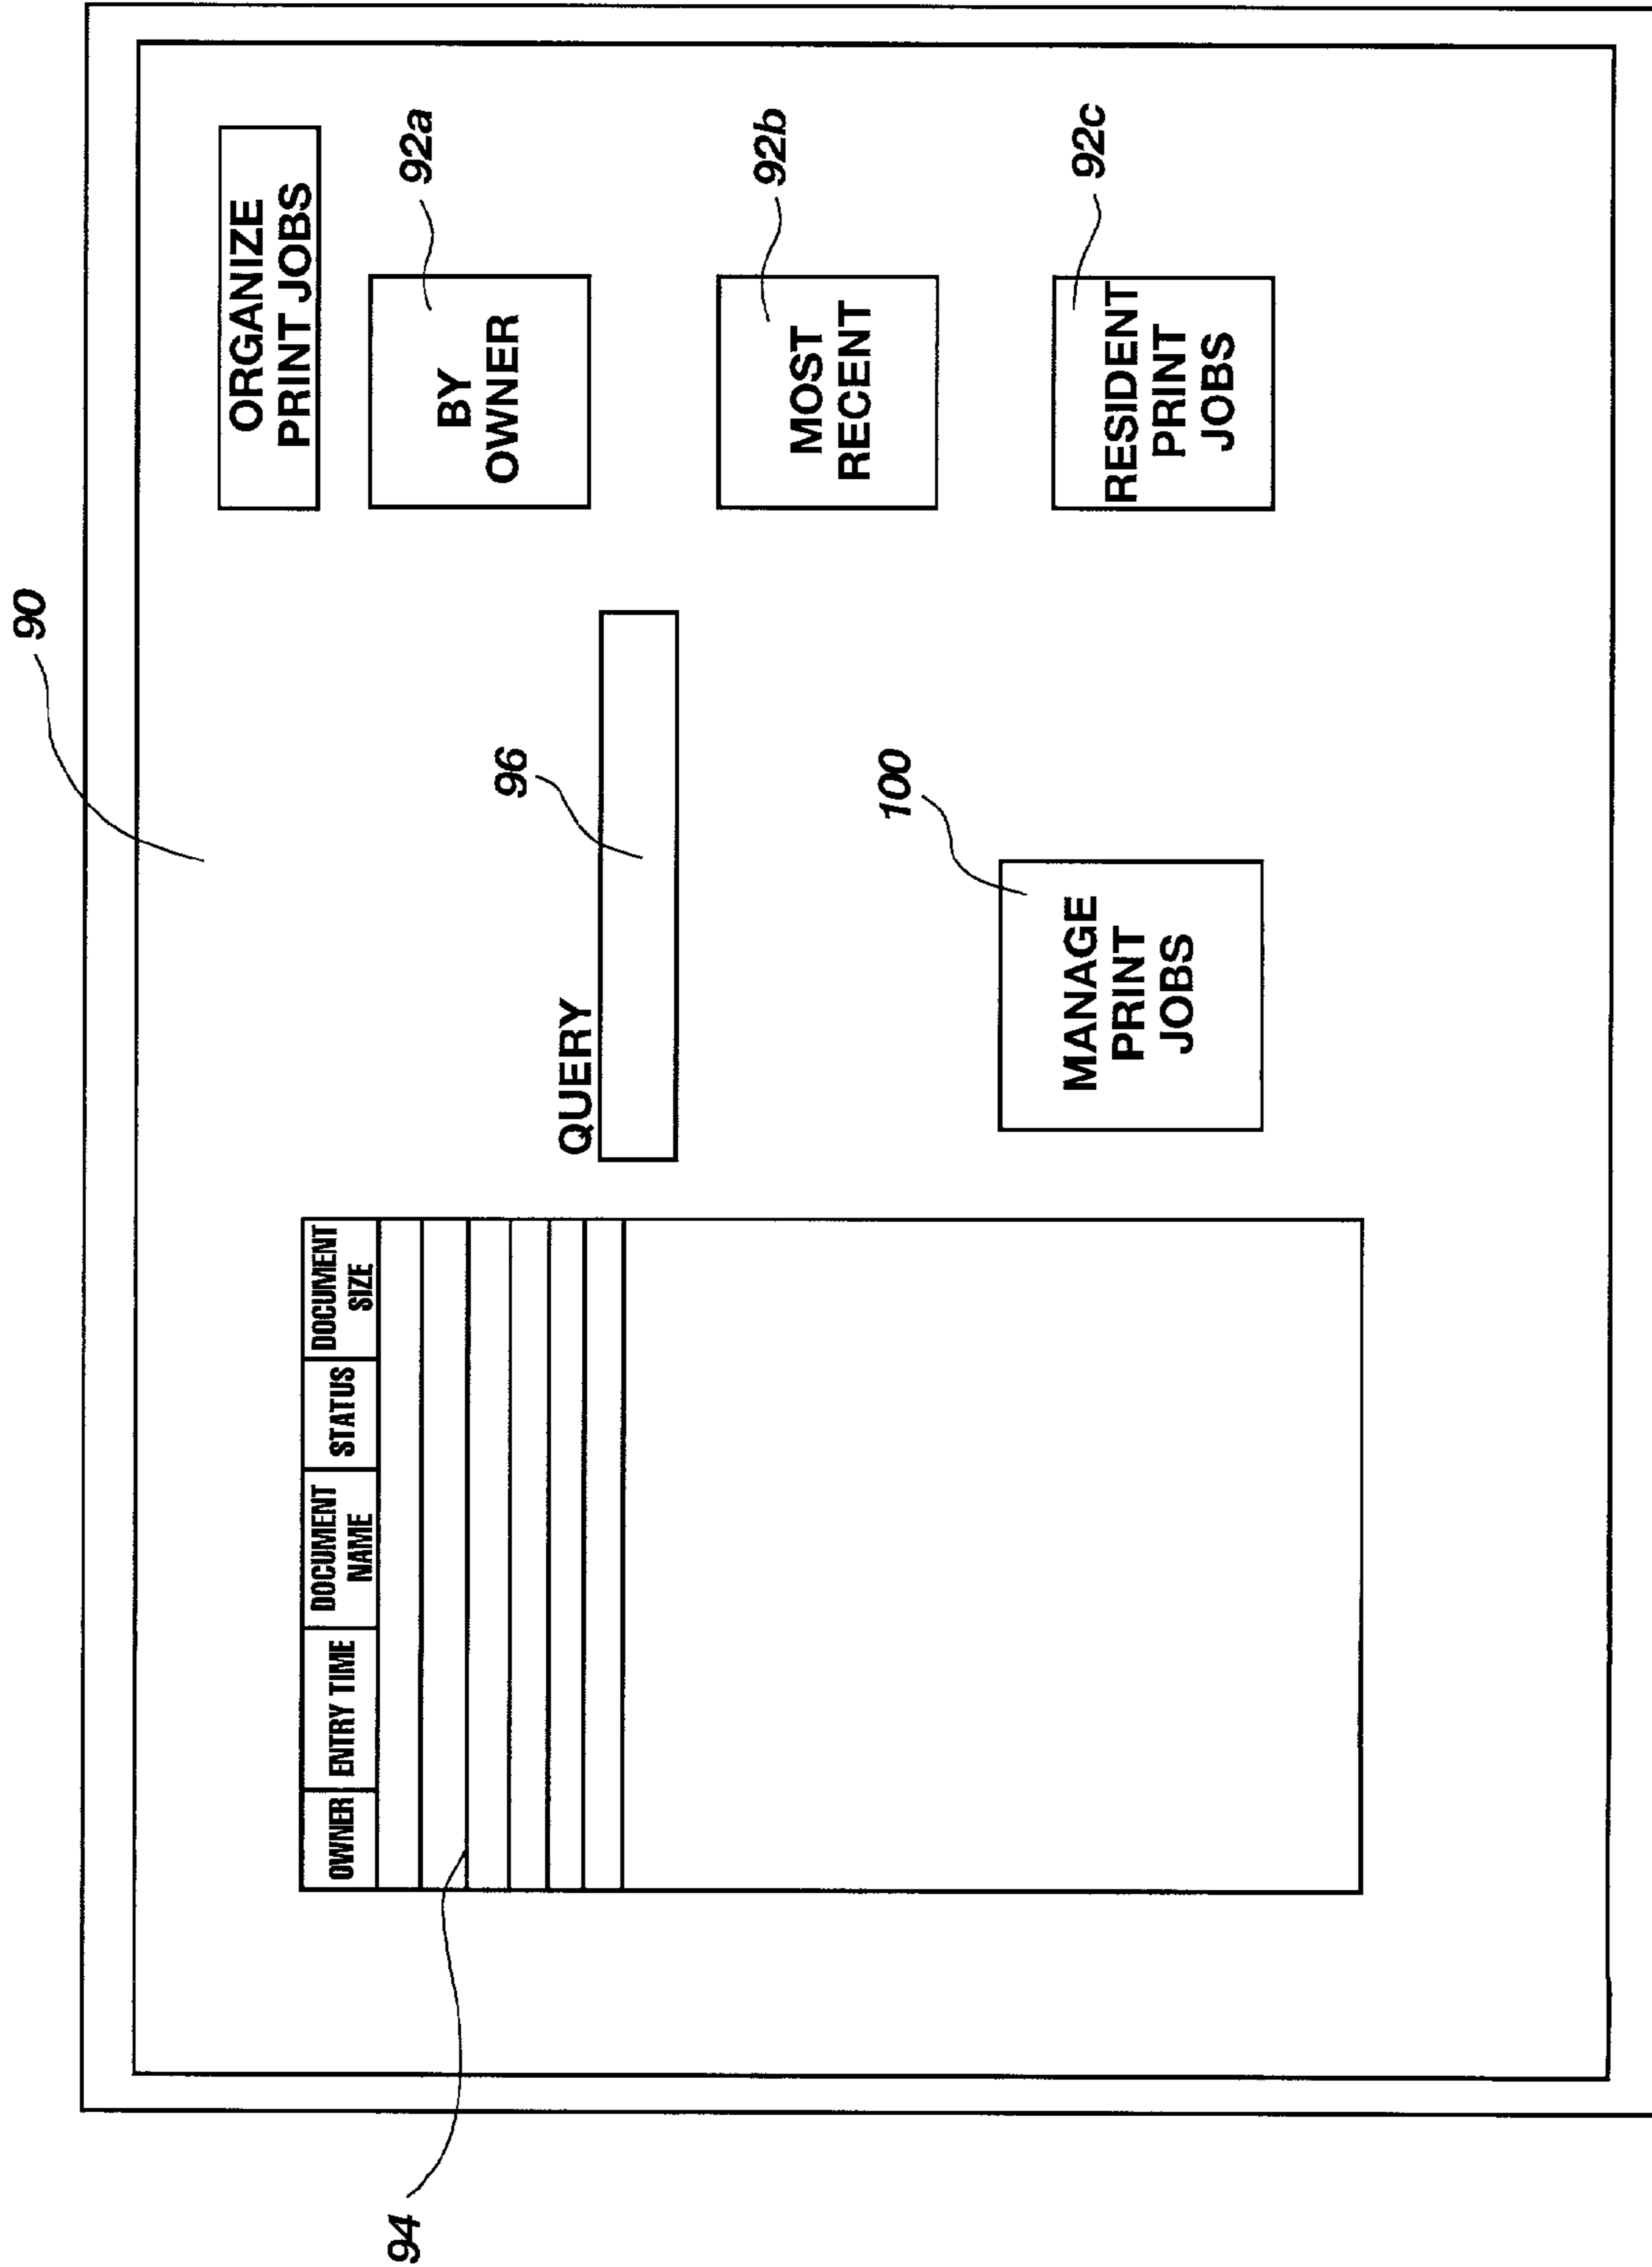 90
ORGANIZE
PRINT JOBS
92a
BY
OWNER
OWNER
ENTRY TIME
DOCUMENT
NAME
STATUS
DOCUMENT
SIZE
94
96
QUERY
92b
MOST
RECENT
100
MANAGE
PRINT
JOBS
92c
RESIDENT
PRINT
JOBS